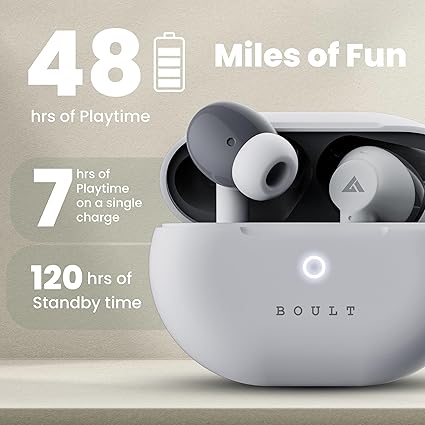 48
hrs of Playtime
Miles of Fun
7 hrs of
Playtime
on a single
charge
120 hrs of
Standby time
BOULT